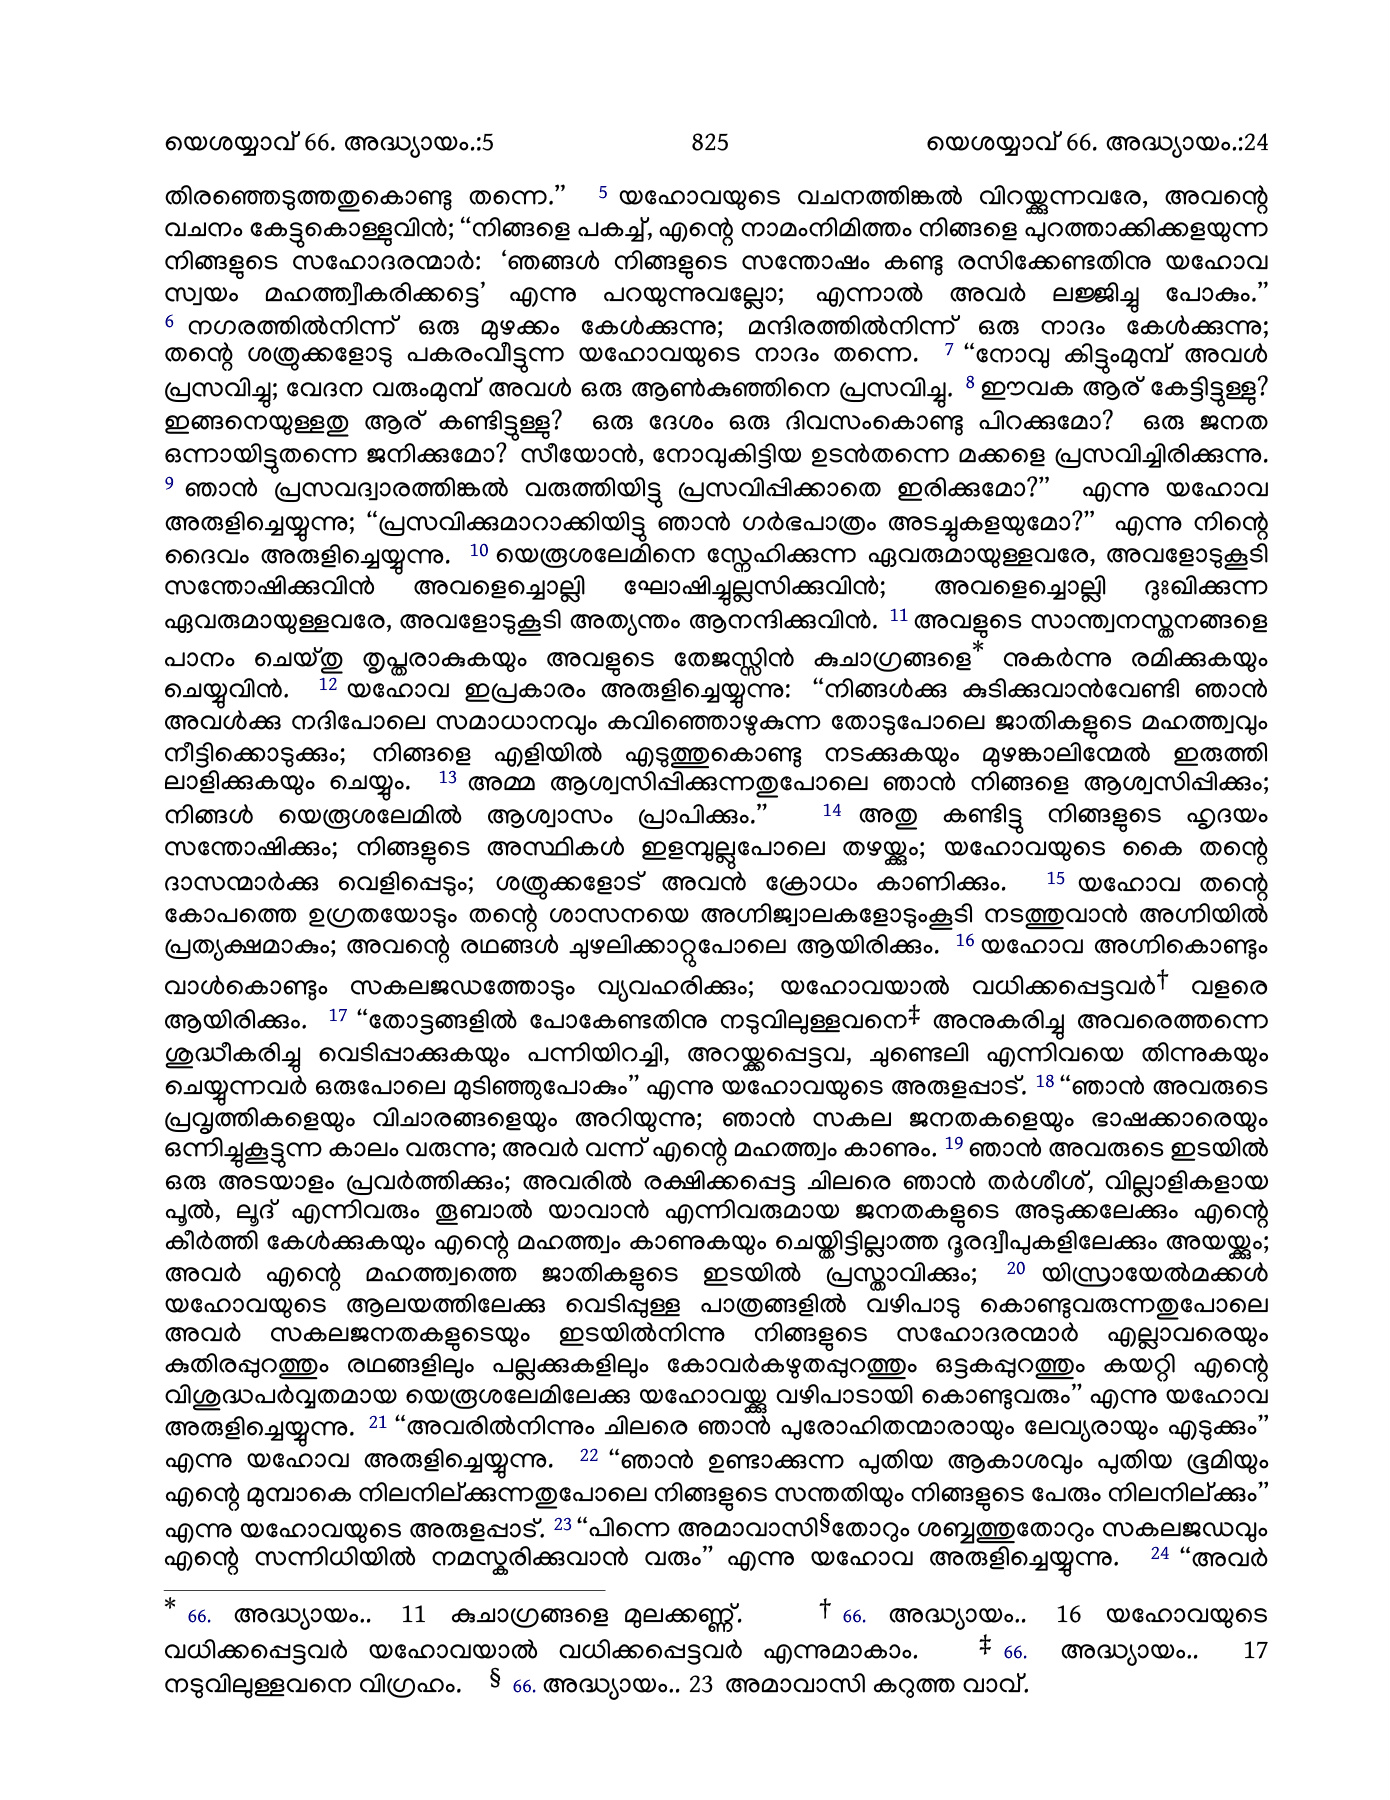 യെശയ്യാവ് 66. അദ്ധ്യായം.:5 825 യെശയ്യാവ് 66. അദ്ധ്യായം.:24
തിരഞ്ഞെടുത്തതുകൊണ്ടു തന്നെ.” 5 യഹോവയുടെ വചനത്തിങ്കൽ വിറയ്ക്കുന്നവരേ, അവന്റെ
വചനം കേട്ടുകൊള്ളുവിൻ; “നിങ്ങളെ പകച്ച്, എന്റെ നാമംനിമിത്തം നിങ്ങളെ പുറത്താക്കിക്കളയുന്ന
നിങ്ങളുടെ സഹോദരന്മാർ: ‘ഞങ്ങൾ നിങ്ങളുടെ സന്തോഷം കണ്ടു രസിക്കേണ്ടതിനു യഹോവ
സ്വയം മഹത്ത്വീകരിക്കട്ടെ’ എന്നു പറയുന്നുവല്ലോ; എന്നാൽ അവർ ലജ്ജിച്ചു പോകും.”
6 നഗരത്തിൽനിന്ന് ഒരു മുഴക്കം കേൾക്കുന്നു; മന്ദിരത്തിൽനിന്ന് ഒരു നാദം കേൾക്കുന്നു;
തന്റെ ശത്രുക്കളോടു പകരംവീട്ടുന്ന യഹോവയുടെ നാദം തന്നെ. 7 “നോവു കിട്ടുംമുമ്പ് അവൾ
പ്രസവിച്ചു; വേദന വരുംമുമ്പ് അവൾ ഒരു ആൺകുഞ്ഞിനെ പ്രസവിച്ചു. 8 ഈവക ആര് കേട്ടിട്ടുള്ളു?
ഇങ്ങനെയുള്ളതു ആര് കണ്ടിട്ടുള്ളു? ഒരു ദേശം ഒരു ദിവസംകൊണ്ടു പിറക്കുമോ? ഒരു ജനത
ഒന്നായിട്ടുതന്നെ ജനിക്കുമോ? സീയോൻ, നോവുകിട്ടിയ ഉടൻതന്നെ മക്കളെ പ്രസവിച്ചിരിക്കുന്നു.
9 ഞാൻ പ്രസവദ്വാരത്തിങ്കൽ വരുത്തിയിട്ടു പ്രസവിപ്പിക്കാതെ ഇരിക്കുമോ?” എന്നു യഹോവ
അരുളിച്ചെയ്യുന്നു; “പ്രസവിക്കുമാറാക്കിയിട്ടു ഞാൻ ഗർഭപാത്രം അടച്ചുകളയുമോ?” എന്നു നിന്റെ
ദൈവം അരുളിച്ചെയ്യുന്നു. 10 യെരൂശലേമിനെ സ്നേഹിക്കുന്ന ഏവരുമായുള്ളവരേ, അവളോടുകൂടി
സന്തോഷിക്കുവിൻ അവളെച്ചൊല്ലി ഘോഷിച്ചുല്ലസിക്കുവിൻ; അവളെച്ചൊല്ലി ദുഃഖിക്കുന്ന
ഏവരുമായുള്ളവരേ, അവളോടുകൂടി അത്യന്തം ആനന്ദിക്കുവിൻ. 11 അവളുടെ സാന്ത്വനസ്തനങ്ങളെ
പാനം ചെയ്തു തൃപ്തരാകുകയും അവളുടെ തേജസ്സിൻ കുചാഗ്രങ്ങളെ* നുകർന്നു രമിക്കുകയും
ചെയ്യുവിൻ. 12 യഹോവ ഇപ്രകാരം അരുളിച്ചെയ്യുന്നു: “നിങ്ങൾക്കു കുടിക്കുവാൻവേണ്ടി ഞാൻ
അവൾക്കു നദിപോലെ സമാധാനവും കവിഞ്ഞൊഴുകുന്ന തോടുപോലെ ജാതികളുടെ മഹത്ത്വവും
നീട്ടിക്കൊടുക്കും; നിങ്ങളെ എളിയിൽ എടുത്തുകൊണ്ടു നടക്കുകയും മുഴങ്കാലിന്മേൽ ഇരുത്തി
ലാളിക്കുകയും ചെയ്യും. 13 അമ്മ ആശ്വസിപ്പിക്കുന്നതുപോലെ ഞാൻ നിങ്ങളെ ആശ്വസിപ്പിക്കും;
നിങ്ങൾ യെരൂശലേമിൽ ആശ്വാസം പ്രാപിക്കും.” 14 അതു കണ്ടിട്ടു നിങ്ങളുടെ ഹൃദയം
സന്തോഷിക്കും; നിങ്ങളുടെ അസ്ഥികൾ ഇളമ്പുല്ലുപോലെ തഴയ്ക്കും; യഹോവയുടെ കൈ തന്റെ
ദാസന്മാർക്കു വെളിപ്പെടും; ശത്രുക്കളോട് അവൻ ക്രോധം കാണിക്കും. 15 യഹോവ തന്റെ
കോപത്തെ ഉഗ്രതയോടും തന്റെ ശാസനയെ അഗ്നിജ്വാലകളോടുംകൂടി നടത്തുവാൻ അഗ്നിയിൽ
പ്രത്യക്ഷമാകും; അവന്റെ രഥങ്ങൾ ചുഴലിക്കാറ്റുപോലെ ആയിരിക്കും. 16 യഹോവ അഗ്നികൊണ്ടും
വാൾകൊണ്ടും സകലജഡത്തോടും വ്യവഹരിക്കും; യഹോവയാൽ വധിക്കപ്പെട്ടവർ† വളരെ
ആയിരിക്കും. 17 “തോട്ടങ്ങളിൽ പോകേണ്ടതിനു നടുവിലുള്ളവനെ‡ അനുകരിച്ചു അവരെത്തന്നെ
ശുദ്ധീകരിച്ചു വെടിപ്പാക്കുകയും പന്നിയിറച്ചി, അറയ്ക്കപ്പെട്ടവ, ചുണ്ടെലി എന്നിവയെ തിന്നുകയും
ചെയ്യുന്നവർ ഒരുപോലെ മുടിഞ്ഞുപോകും” എന്നു യഹോവയുടെ അരുളപ്പാട്. 18 “ഞാൻ അവരുടെ
പ്രവൃത്തികളെയും വിചാരങ്ങളെയും അറിയുന്നു; ഞാൻ സകല ജനതകളെയും ഭാഷക്കാരെയും
ഒന്നിച്ചുകൂട്ടുന്ന കാലം വരുന്നു; അവർ വന്ന് എന്റെ മഹത്ത്വം കാണും. 19 ഞാൻ അവരുടെ ഇടയിൽ
ഒരു അടയാളം പ്രവർത്തിക്കും; അവരിൽ രക്ഷിക്കപ്പെട്ട ചിലരെ ഞാൻ തർശീശ്, വില്ലാളികളായ
പൂൽ, ലൂദ് എന്നിവരും തൂബാൽ യാവാൻ എന്നിവരുമായ ജനതകളുടെ അടുക്കലേക്കും എന്റെ
കീർത്തി കേൾക്കുകയും എന്റെ മഹത്ത്വം കാണുകയും ചെയ്തിട്ടില്ലാത്ത ദൂരദ്വീപുകളിലേക്കും അയയ്ക്കും;
അവർ എന്റെ മഹത്ത്വത്തെ ജാതികളുടെ ഇടയിൽ പ്രസ്താവിക്കും; 20 യിസ്രായേൽമക്കൾ
യഹോവയുടെ ആലയത്തിലേക്കു വെടിപ്പുള്ള പാത്രങ്ങളിൽ വഴിപാടു കൊണ്ടുവരുന്നതുപോലെ
അവർ സകലജനതകളുടെയും ഇടയിൽനിന്നു നിങ്ങളുടെ സഹോദരന്മാർ എല്ലാവരെയും
കുതിരപ്പുറത്തും രഥങ്ങളിലും പല്ലക്കുകളിലും കോവർകഴുതപ്പുറത്തും ഒട്ടകപ്പുറത്തും കയറ്റി എന്റെ
വിശുദ്ധപർവ്വതമായ യെരൂശലേമിലേക്കു യഹോവയ്ക്കു വഴിപാടായി കൊണ്ടുവരും” എന്നു യഹോവ
അരുളിച്ചെയ്യുന്നു. 21 “അവരിൽനിന്നും ചിലരെ ഞാൻ പുരോഹിതന്മാരായും ലേവ്യരായും എടുക്കും”
എന്നു യഹോവ അരുളിച്ചെയ്യുന്നു. 22 “ഞാൻ ഉണ്ടാക്കുന്ന പുതിയ ആകാശവും പുതിയ ഭൂമിയും
എന്റെ മുമ്പാകെ നിലനില്ക്കുന്നതുപോലെ നിങ്ങളുടെ സന്തതിയും നിങ്ങളുടെ പേരും നിലനില്ക്കും”
എന്നു യഹോവയുടെ അരുളപ്പാട്. 23 “പിന്നെ അമാവാസി§തോറും ശബ്ബത്തുതോറും സകലജഡവും
എന്റെ സന്നിധിയിൽ നമസ്കരിക്കുവാൻ വരും” എന്നു യഹോവ അരുളിച്ചെയ്യുന്നു. 24 “അവർ
* 66. അദ്ധ്യായം.. 11 കുചാഗ്രങ്ങളെ മുലക്കണ്ണ്. † 66. അദ്ധ്യായം.. 16 യഹോവയുടെ
വധിക്കപ്പെട്ടവർ യഹോവയാൽ വധിക്കപ്പെട്ടവർ എന്നുമാകാം. ‡ 66. അദ്ധ്യായം.. 17
നടുവിലുള്ളവനെ വിഗ്രഹം. § 66. അദ്ധ്യായം.. 23 അമാവാസി കറുത്ത വാവ്.